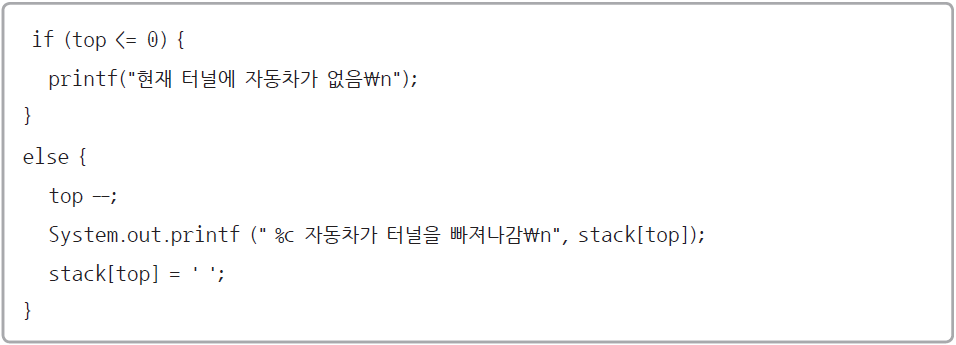 if (top <= 0) {
printf("현재 터널에 자동차가 없음₩n");
}
else {
top --;
System.out.printf (" %c 자동차가 터널을 빠져나감₩n", stack[top]);
stack[top] = ' ';
}